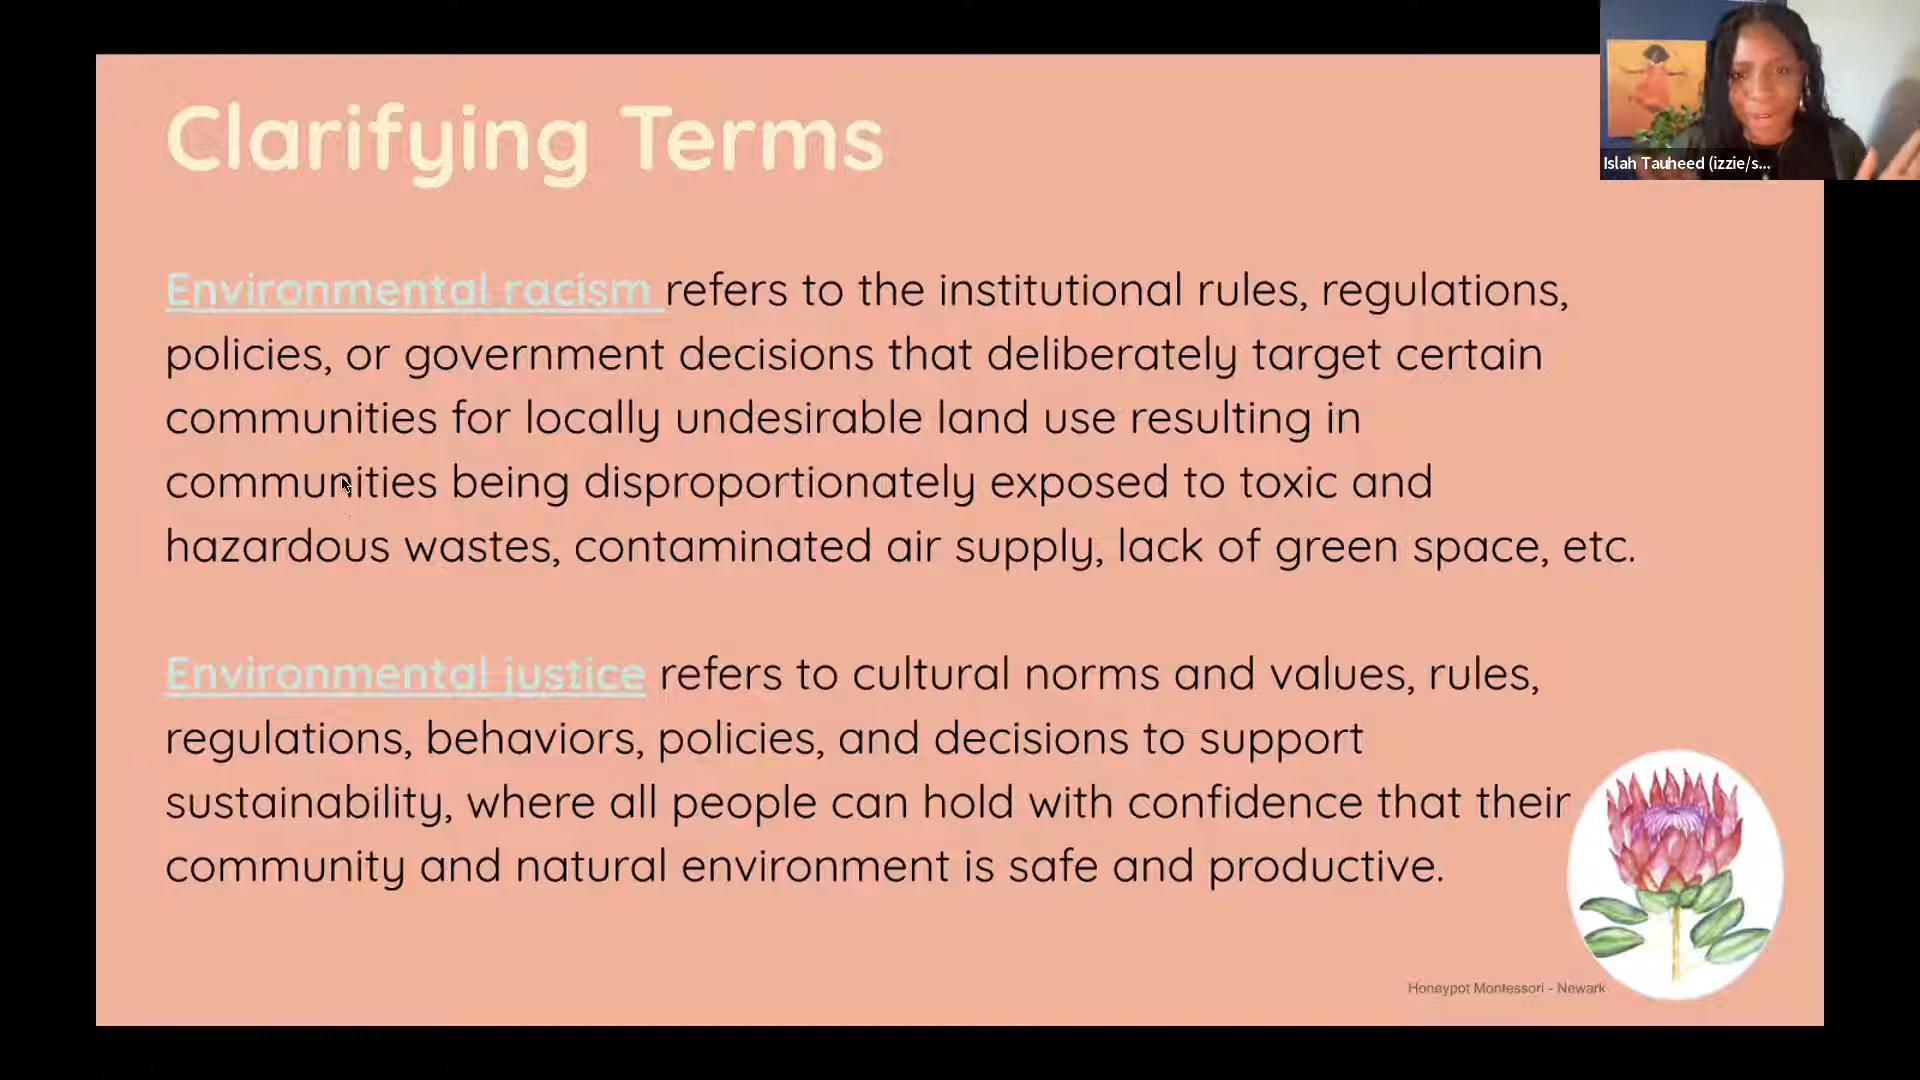 Clarifying Terms
Islah Tauheed (izzie/s...
Environmental racism refers to the institutional rules, regulations,
policies, or government decisions that deliberately target certain
communities for locally undesirable land use resulting in
communities being disproportionately exposed to toxic and
hazardous wastes, contaminated air supply, lack of green space, etc.
Environmental justice refers to cultural norms and values, rules,
regulations, behaviors, policies, and decisions to support
sustainability, where all people can hold with confidence that their
community and natural environment is safe and productive.
Honeypot Montessori - Newark